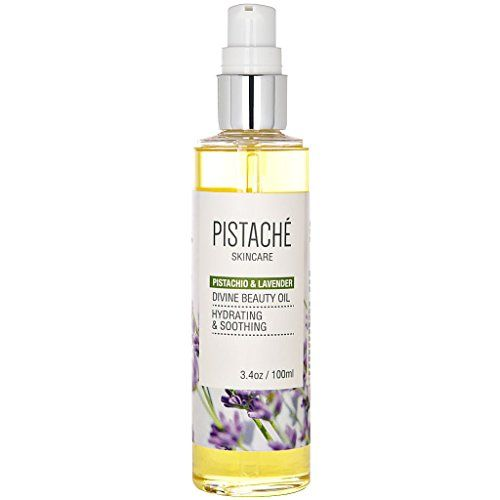 PISTACHÉ
SKINCARE
PISTACHIO & LAVENDER
DIVINE BEAUTY OIL
HYDRATING
& SOOTHING
3.4oz / 100ml